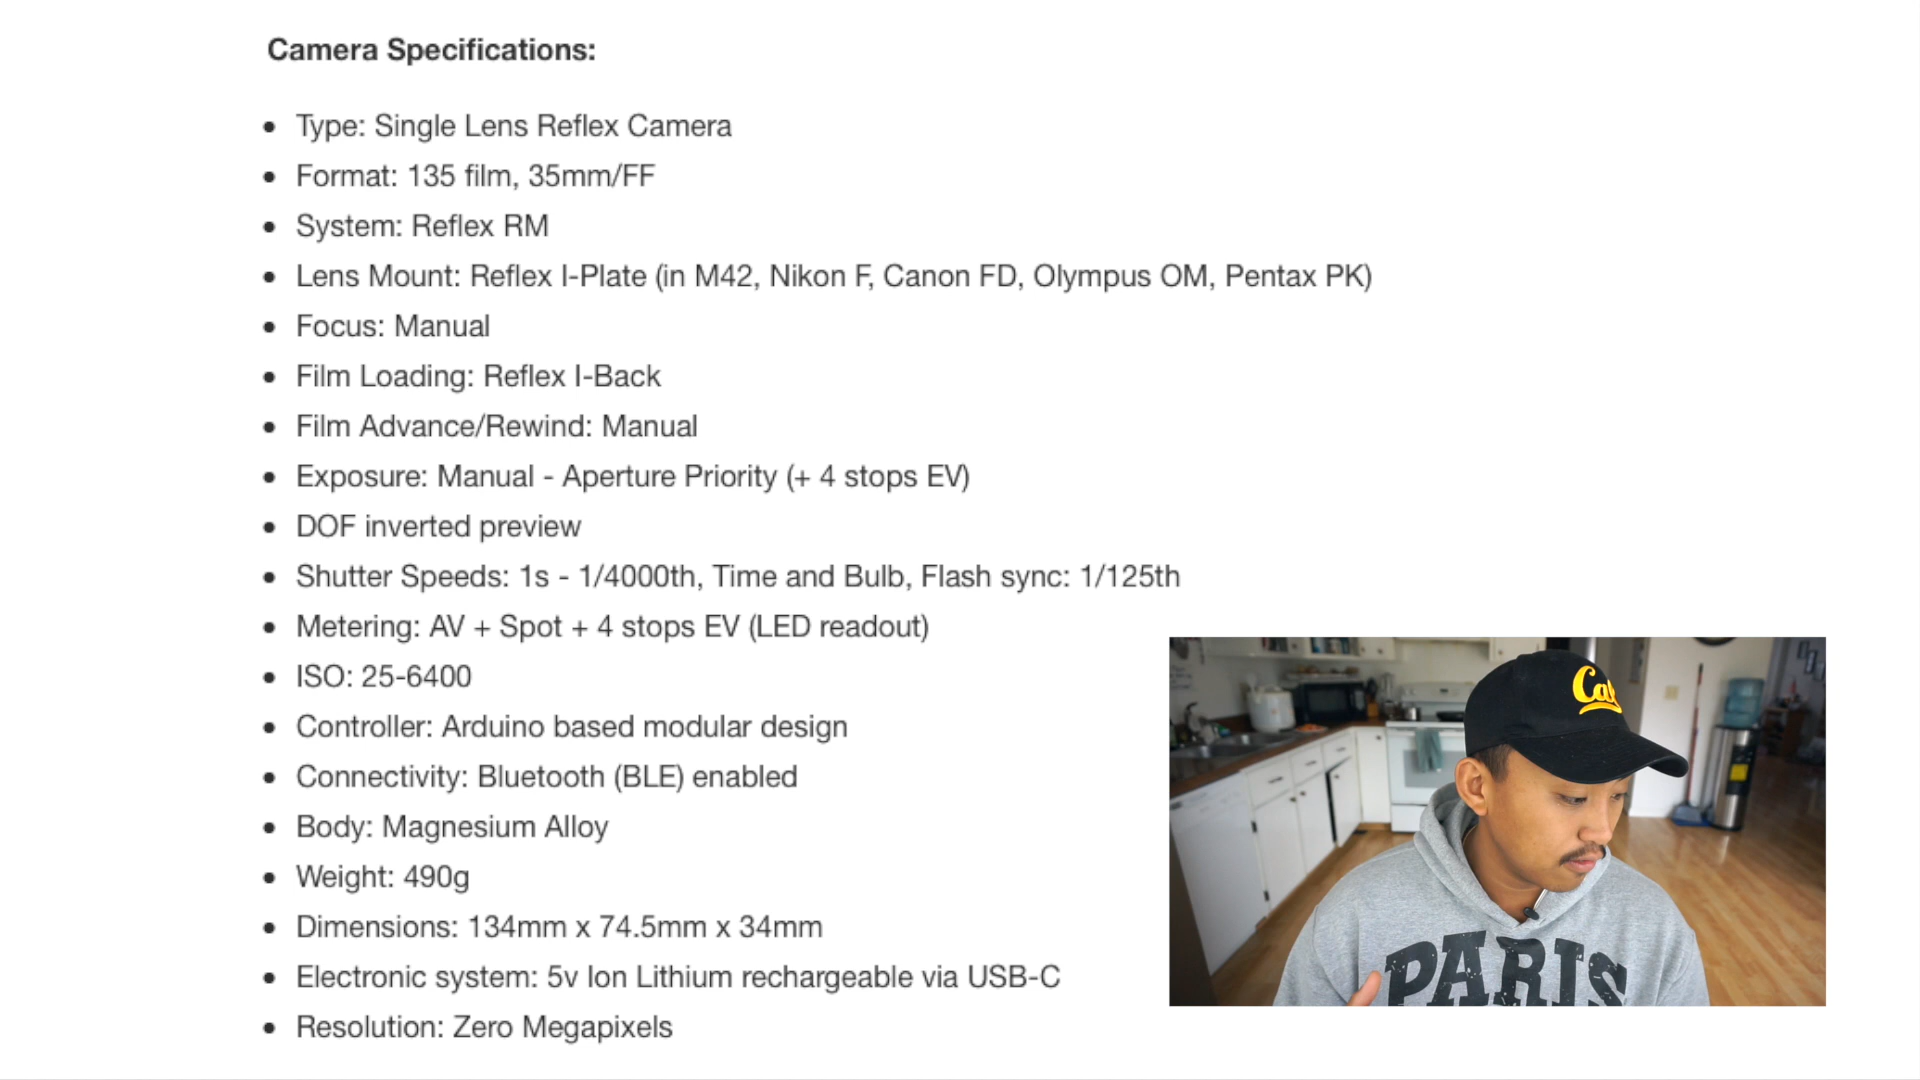 Camera Specifications:
Type: Single Lens Reflex Camera
Format: 135 film, 35mm/FF
System: Reflex RM
Lens Mount: Reflex I-Plate (in M42, Nikon F, Canon FD, Olympus OM, Pentax PK)
Focus: Manual
Film Loading: Reflex I-Back
Film Advance/Rewind: Manual
Exposure: Manual - Aperture Priority (+ 4 stops EV)
DOF inverted preview
Shutter Speeds: 1s - 1/4000th, Time and Bulb, Flash sync: 1/125th
Metering: AV + Spot + 4 stops EV (LED readout)
ISO: 25-6400
Controller: Arduino based modular design
Connectivity: Bluetooth (BLE) enabled
Body: Magnesium Alloy
Weight: 490g
Dimensions: 134mm x 74.5mm x 34mm
Electronic system: 5v Ion Lithium rechargeable via USB-C
Resolution: Zero Megapixels
Cal
PARIS